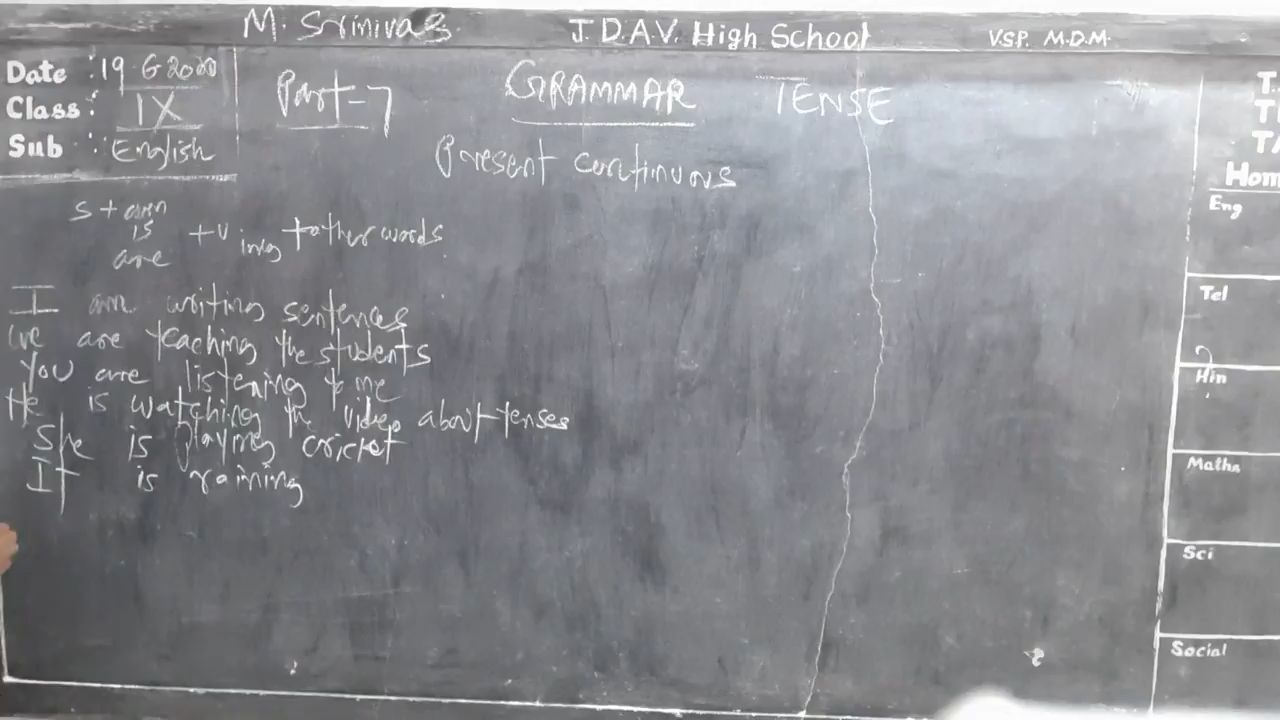 M. Srinivas J.D.A.V. High School V.S.P. M.D.M.
Date : 19 6 2020
Class : IX
Sub : English
Part-7 GRAMMAR TENSE
Present continuous
S + am
is
are
+ v ing + other words
I am writing sentences
we are teaching the students
You are listening to me
He is watching the video about tenses
She is playing cricket
It is raining
Hom
Eng
Tel
Hin
Maths
Sci
Social